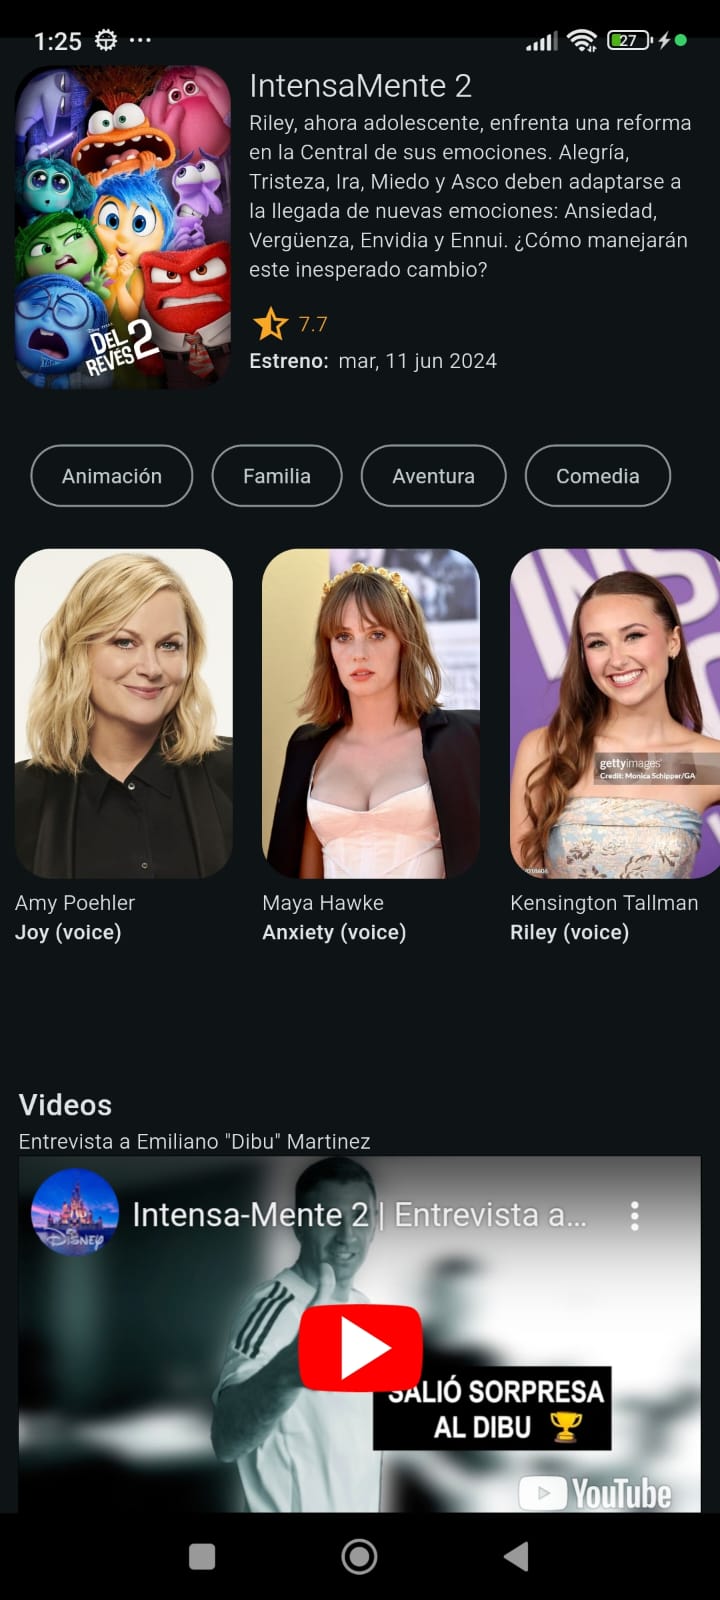 1:25
27
IntensaMente 2
Riley, ahora adolescente, enfrenta una reforma
en la Central de sus emociones. Alegría,
Tristeza, Ira, Miedo y Asco deben adaptarse a
la llegada de nuevas emociones: Ansiedad,
Vergüenza, Envidia y Ennui. ¿Cómo manejarán
este inesperado cambio?
DEL
REVÉS 2
7.7
Estreno: mar, 11 jun 2024
Animación
Familia
Aventura
Comedia
INS
gettyimages
Credit: Monica Schipper/GA
Amy Poehler
Joy (voice)
Maya Hawke
Anxiety (voice)
Kensington Tallman
Riley (voice)
Videos
Entrevista a Emiliano "Dibu" Martinez
Disney
Intensa-Mente 2 | Entrevista a...
SALIÓ SORPRESA
AL DIBU
YouTube